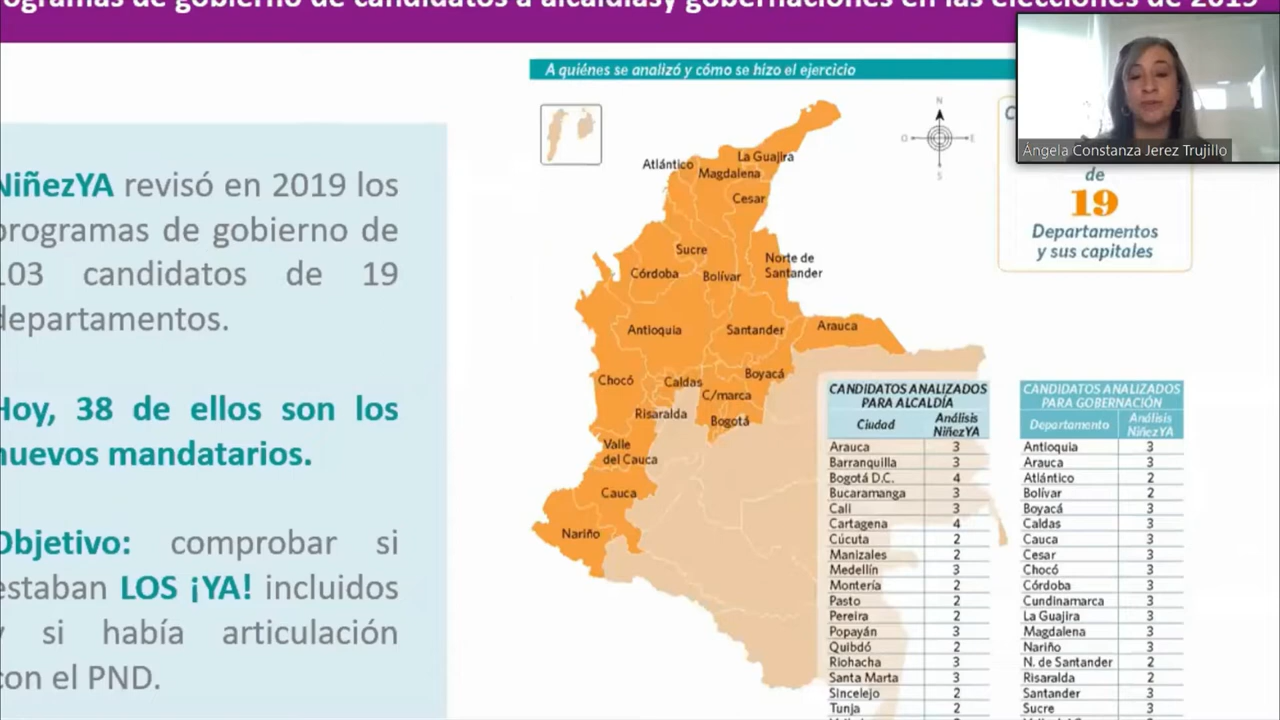 ogramas de gobierno de candidatos a alcaldíasy gobernaciones en las elecciones de 2019
NiñezYA revisó en 2019 los
programas de gobierno de
103 candidatos de 19
departamentos.
Hoy, 38 de ellos son los
nuevos mandatarios.
Objetivo: comprobar si
estaban LOS ¡YA! incluidos
y si había articulación
con el PND.
A quiénes se analizó y cómo se hizo el ejercicio
N
O
E
S
Atlántico
La Guajira
Magdalena
Cesar
Sucre
Córdoba
Bolívar
Norte de
Santander
Antioquia
Santander
Arauca
Chocó
Caldas
Boyacá
C/marca
Risaralda
Bogotá
Valle
del Cauca
Cauca
Nariño
Ángela Constanza Jerez Trujillo
de
19
Departamentos
y sus capitales
CANDIDATOS ANALIZADOS
PARA ALCALDÍA
Ciudad Análisis NiñezYA
Arauca 3
Barranquilla 3
Bogotá D.C. 4
Bucaramanga 3
Cali 3
Cartagena 4
Cúcuta 2
Manizales 2
Medellín 3
Montería 2
Pasto 2
Pereira 2
Popayán 3
Quibdó 2
Riohacha 3
Santa Marta 3
Sincelejo 2
Tunja 2
CANDIDATOS ANALIZADOS
PARA GOBERNACIÓN
Departamento Análisis NiñezYA
Antioquia 3
Arauca 3
Atlántico 2
Bolívar 2
Boyacá 3
Caldas 3
Cauca 3
Cesar 3
Chocó 3
Córdoba 3
Cundinamarca 3
La Guajira 3
Magdalena 3
Nariño 3
N. de Santander 2
Risaralda 2
Santander 3
Sucre 3